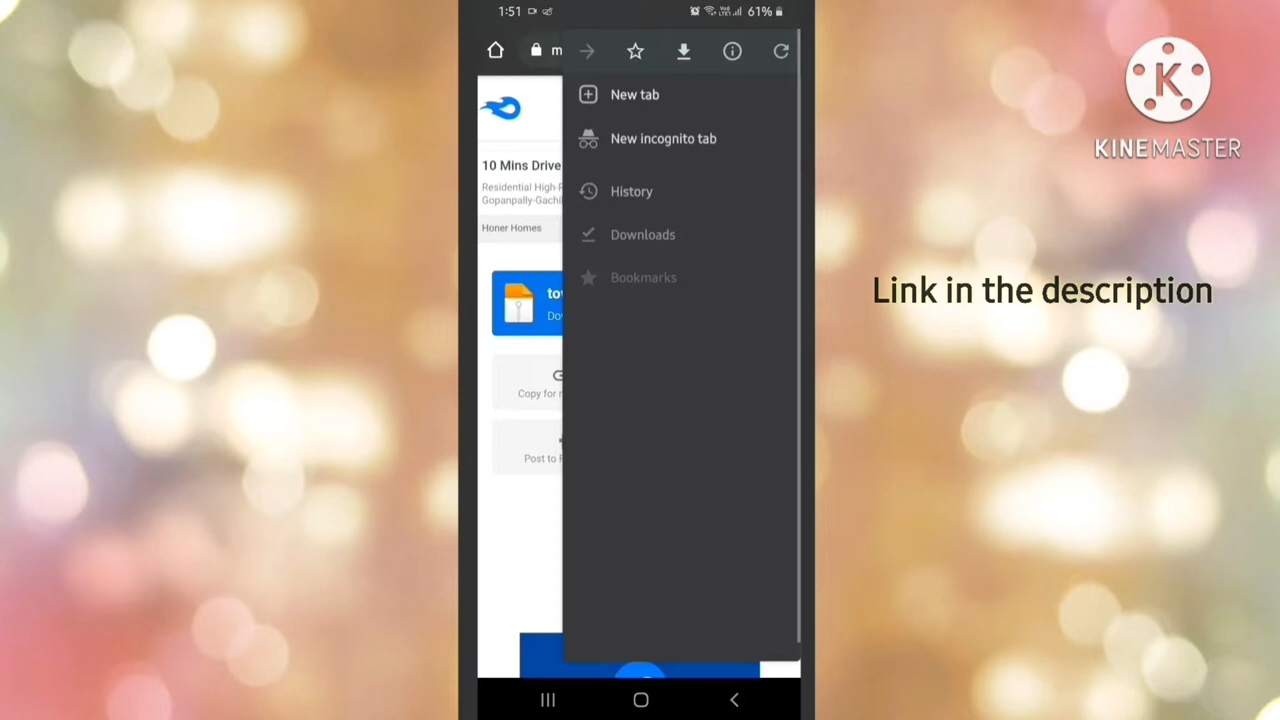 1:51
61%
m
New tab
New incognito tab
10 Mins Drive
Residential High-
Gopanpally-Gachi
History
Honer Homes
Downloads
Bookmarks
to
Do
Copy for
Post to
KINEMASTER
Link in the description